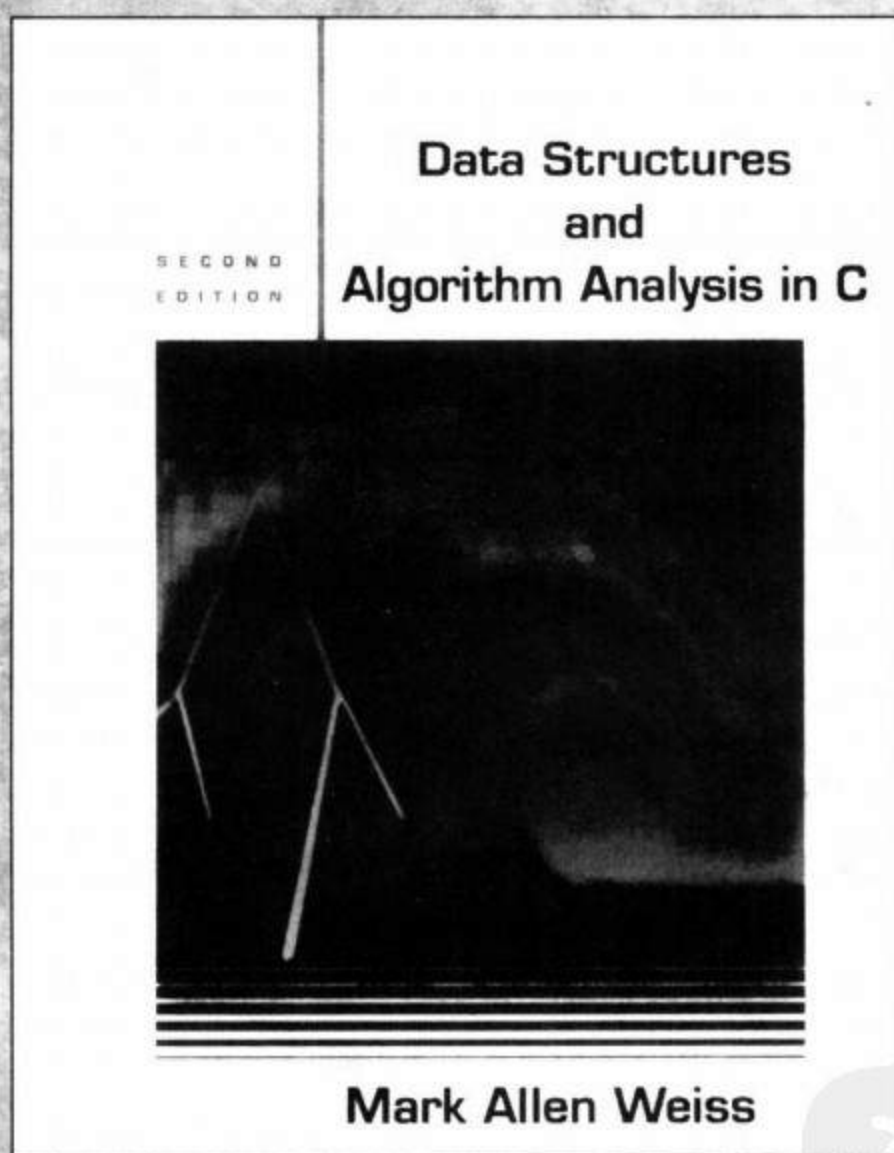 Data Structures
and
Algorithm Analysis in C
SECOND
EDITION
Mark Allen Weiss